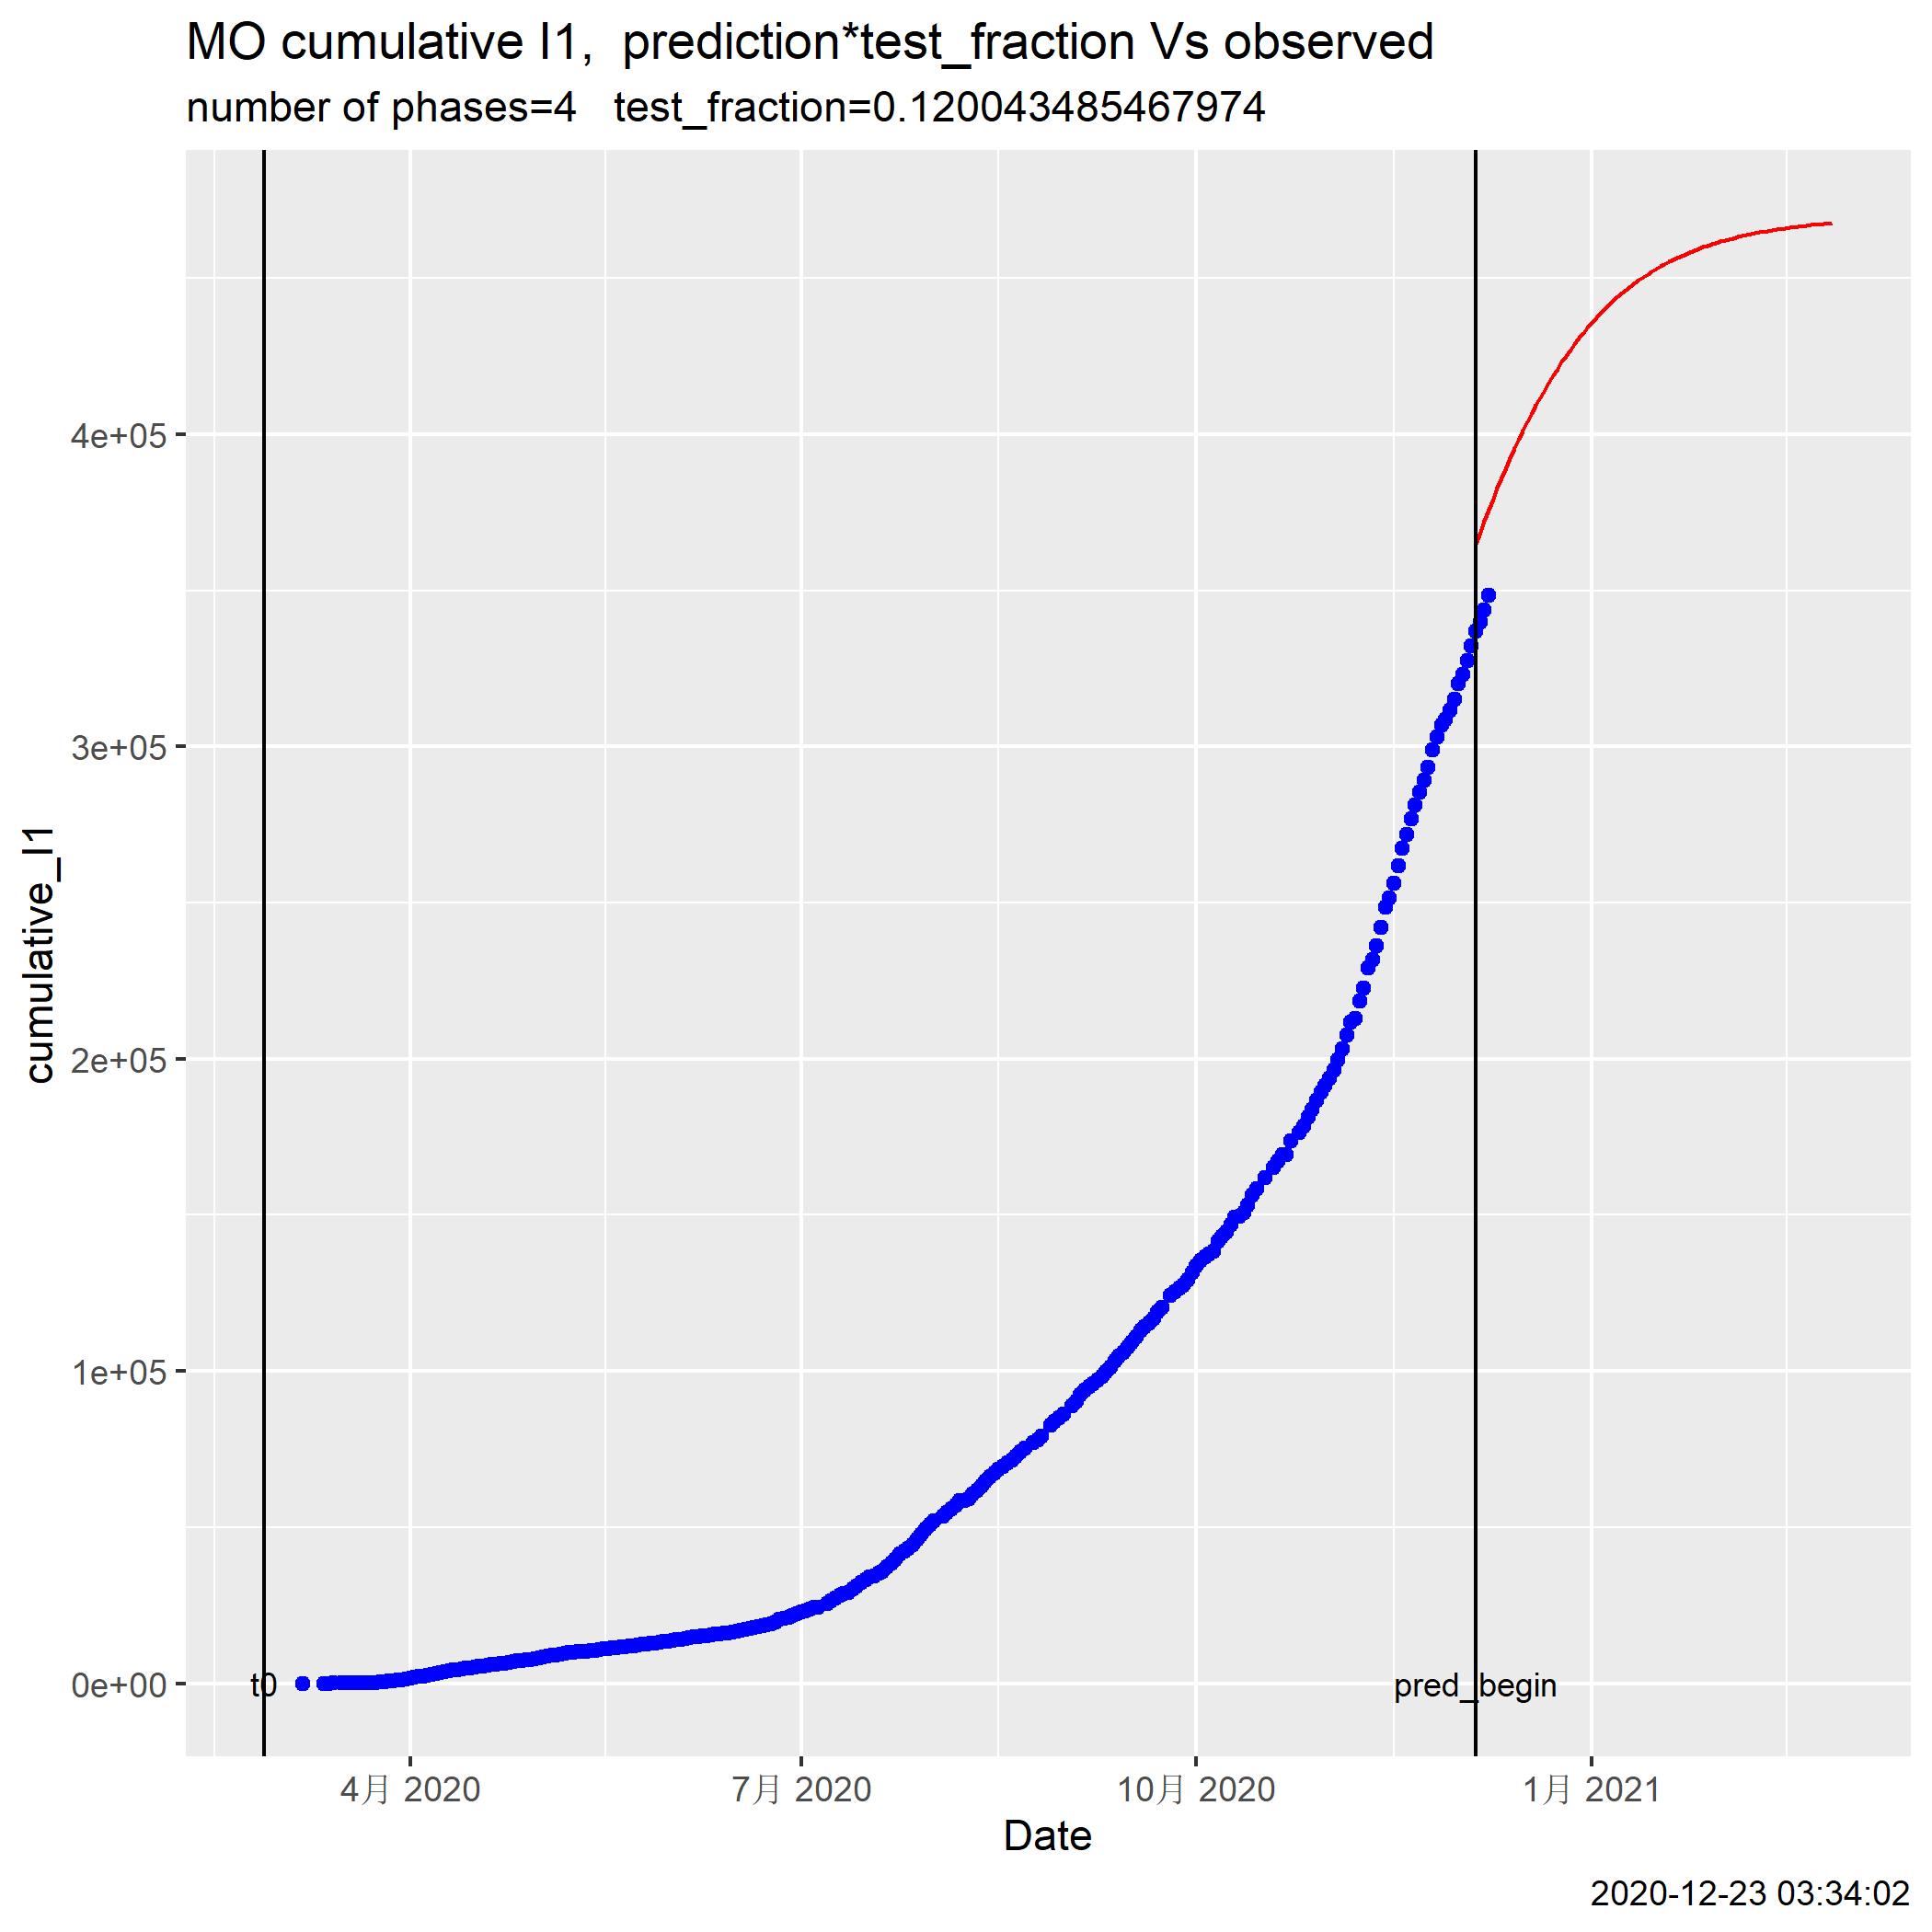 MO cumulative I1,  prediction*test_fraction Vs observed
number of phases=4   test_fraction=0.120043485467974
cumulative_I1
4e+05
3e+05
2e+05
1e+05
0e+00
t0
pred_begin
4月 2020
7月 2020
10月 2020
1月 2021
Date
2020-12-23 03:34:02